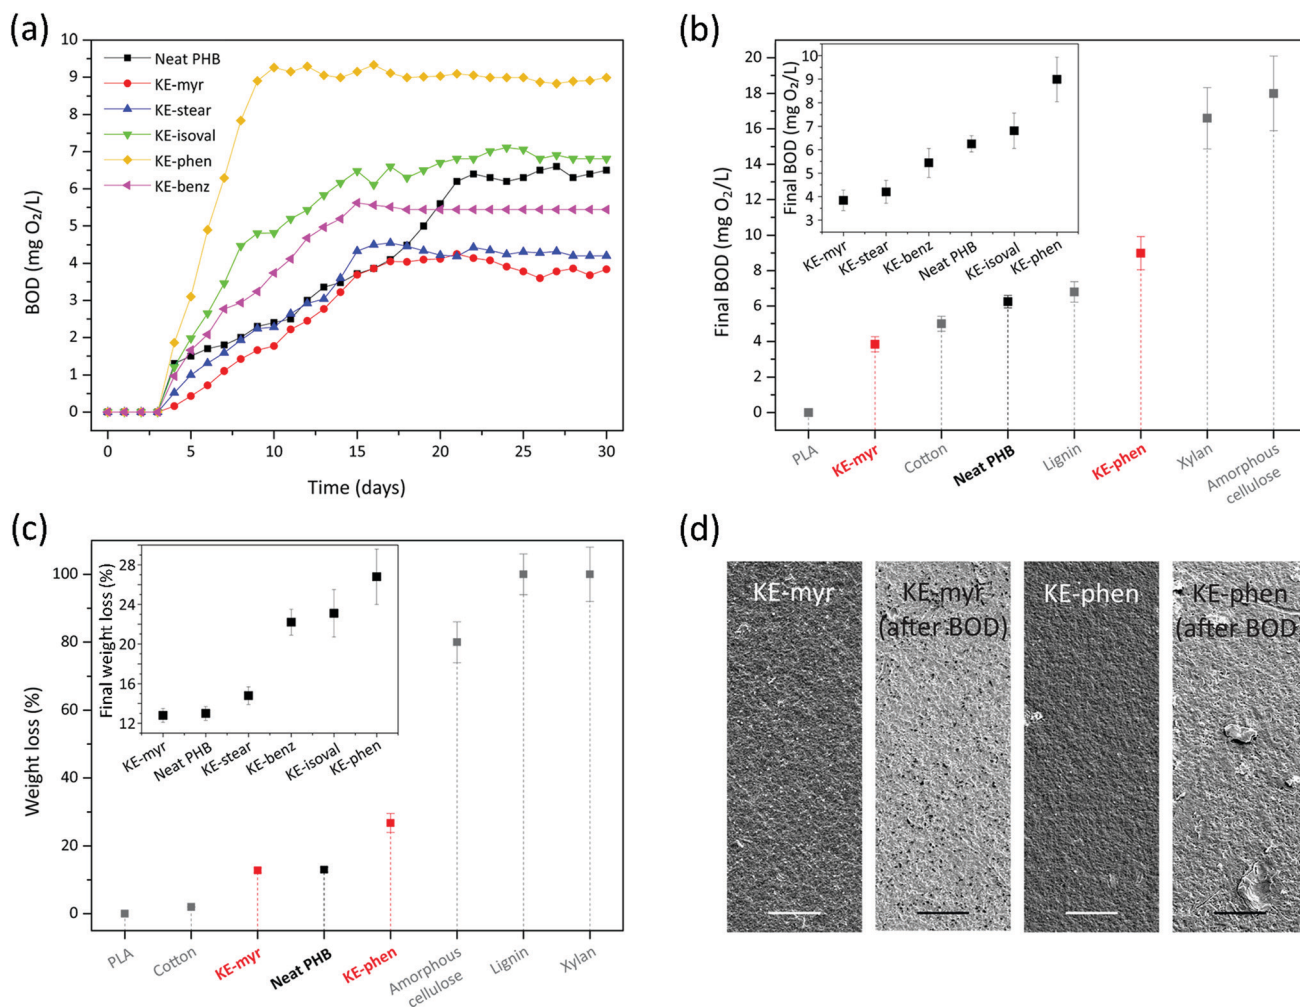 (a)
BOD (mg O₂/L)
10
9
8
7
6
5
4
3
2
1
0
Neat PHB
KE-myr
KE-stear
KE-isoval
KE-phen
KE-benz
0 5 10 15 20 25 30
Time (days)
(b)
Final BOD (mg O₂/L)
20
18
16
14
12
10
8
6
4
2
0
Final BOD (mg O₂/L)
10
9
8
7
6
5
4
3
KE-myr
KE-stear
KE-benz
Neat PHB
KE-isoval
KE-phen
PLA
KE-myr
Cotton
Neat PHB
Lignin
KE-phen
Xylan
Amorphous
cellulose
(c)
Weight loss (%)
100
80
60
40
20
0
Final weight loss (%)
28
24
20
16
12
KE-myr
Neat PHB
KE-stear
KE-benz
KE-isoval
KE-phen
PLA
Cotton
KE-myr
Neat PHB
KE-phen
Amorphous
cellulose
Lignin
Xylan
(d)
KE-myr
KE-myr
(after BOD)
KE-phen
KE-phen
(after BOD)